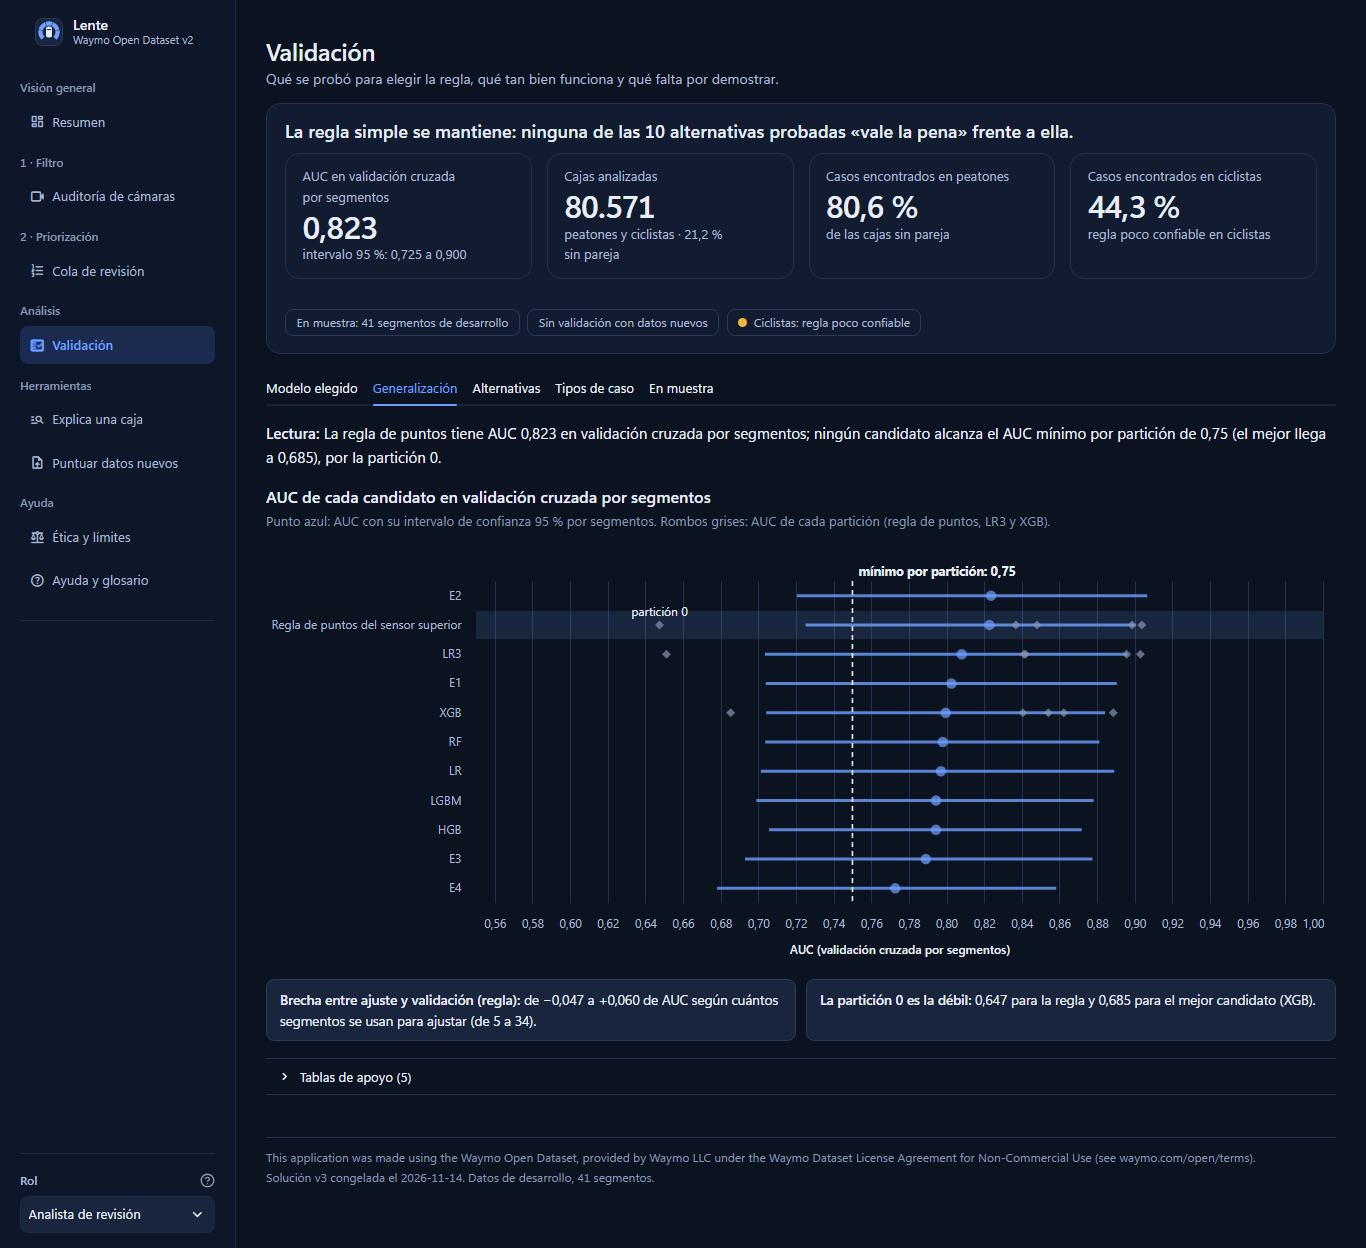 Lente
Waymo Open Dataset v2
Visión general
Resumen
1 · Filtro
Auditoría de cámaras
2 · Priorización
Cola de revisión
Análisis
Validación
Herramientas
Explica una caja
Puntuar datos nuevos
Ayuda
Ética y límites
Ayuda y glosario
Rol
Analista de revisión
Validación
Qué se probó para elegir la regla, qué tan bien funciona y qué falta por demostrar.
La regla simple se mantiene: ninguna de las 10 alternativas probadas «vale la pena» frente a ella.
AUC en validación cruzada
por segmentos
0,823
intervalo 95 %: 0,725 a 0,900
Cajas analizadas
80.571
peatones y ciclistas · 21,2 %
sin pareja
Casos encontrados en peatones
80,6 %
de las cajas sin pareja
Casos encontrados en ciclistas
44,3 %
regla poco confiable en ciclistas
En muestra: 41 segmentos de desarrollo
Sin validación con datos nuevos
Ciclistas: regla poco confiable
Modelo elegido Generalización Alternativas Tipos de caso En muestra
Lectura: La regla de puntos tiene AUC 0,823 en validación cruzada por segmentos; ningún candidato alcanza el AUC mínimo por partición de 0,75 (el mejor llega
a 0,685), por la partición 0.
AUC de cada candidato en validación cruzada por segmentos
Punto azul: AUC con su intervalo de confianza 95 % por segmentos. Rombos grises: AUC de cada partición (regla de puntos, LR3 y XGB).
mínimo por partición: 0,75
E2
partición 0
Regla de puntos del sensor superior
LR3
E1
XGB
RF
LR
LGBM
HGB
E3
E4
0,56 0,58 0,60 0,62 0,64 0,66 0,68 0,70 0,72 0,74 0,76 0,78 0,80 0,82 0,84 0,86 0,88 0,90 0,92 0,94 0,96 0,98 1,00
AUC (validación cruzada por segmentos)
Brecha entre ajuste y validación (regla): de −0,047 a +0,060 de AUC según cuántos
segmentos se usan para ajustar (de 5 a 34).
La partición 0 es la débil: 0,647 para la regla y 0,685 para el mejor candidato (XGB).
Tablas de apoyo (5)
This application was made using the Waymo Open Dataset, provided by Waymo LLC under the Waymo Dataset License Agreement for Non-Commercial Use (see waymo.com/open/terms).
Solución v3 congelada el 2026-11-14. Datos de desarrollo, 41 segmentos.